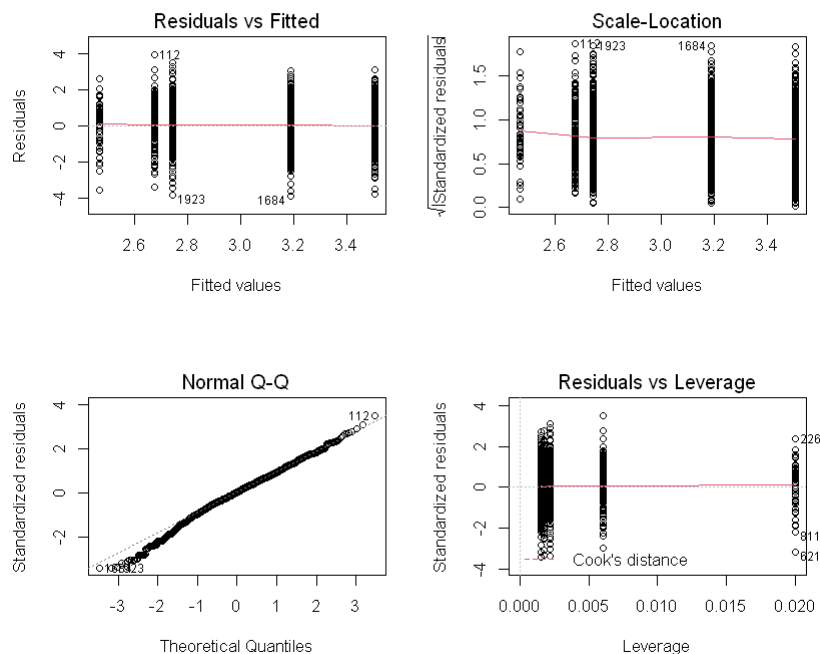 Residuals vs Fitted
Residuals
4
2
0
-2
-4
112
1923
1684
2.6 2.8 3.0 3.2 3.4
Fitted values
Scale-Location
√|Standardized residuals|
1.5
1.0
0.5
0.0
112
1923
1684
2.6 2.8 3.0 3.2 3.4
Fitted values
Normal Q-Q
Standardized residuals
4
2
0
-2
112
-3 -2 -1 0 1 2 3
Theoretical Quantiles
Residuals vs Leverage
Standardized residuals
4
2
0
-2
-4
226
811
621
Cook's distance
0.000 0.005 0.010 0.015 0.020
Leverage